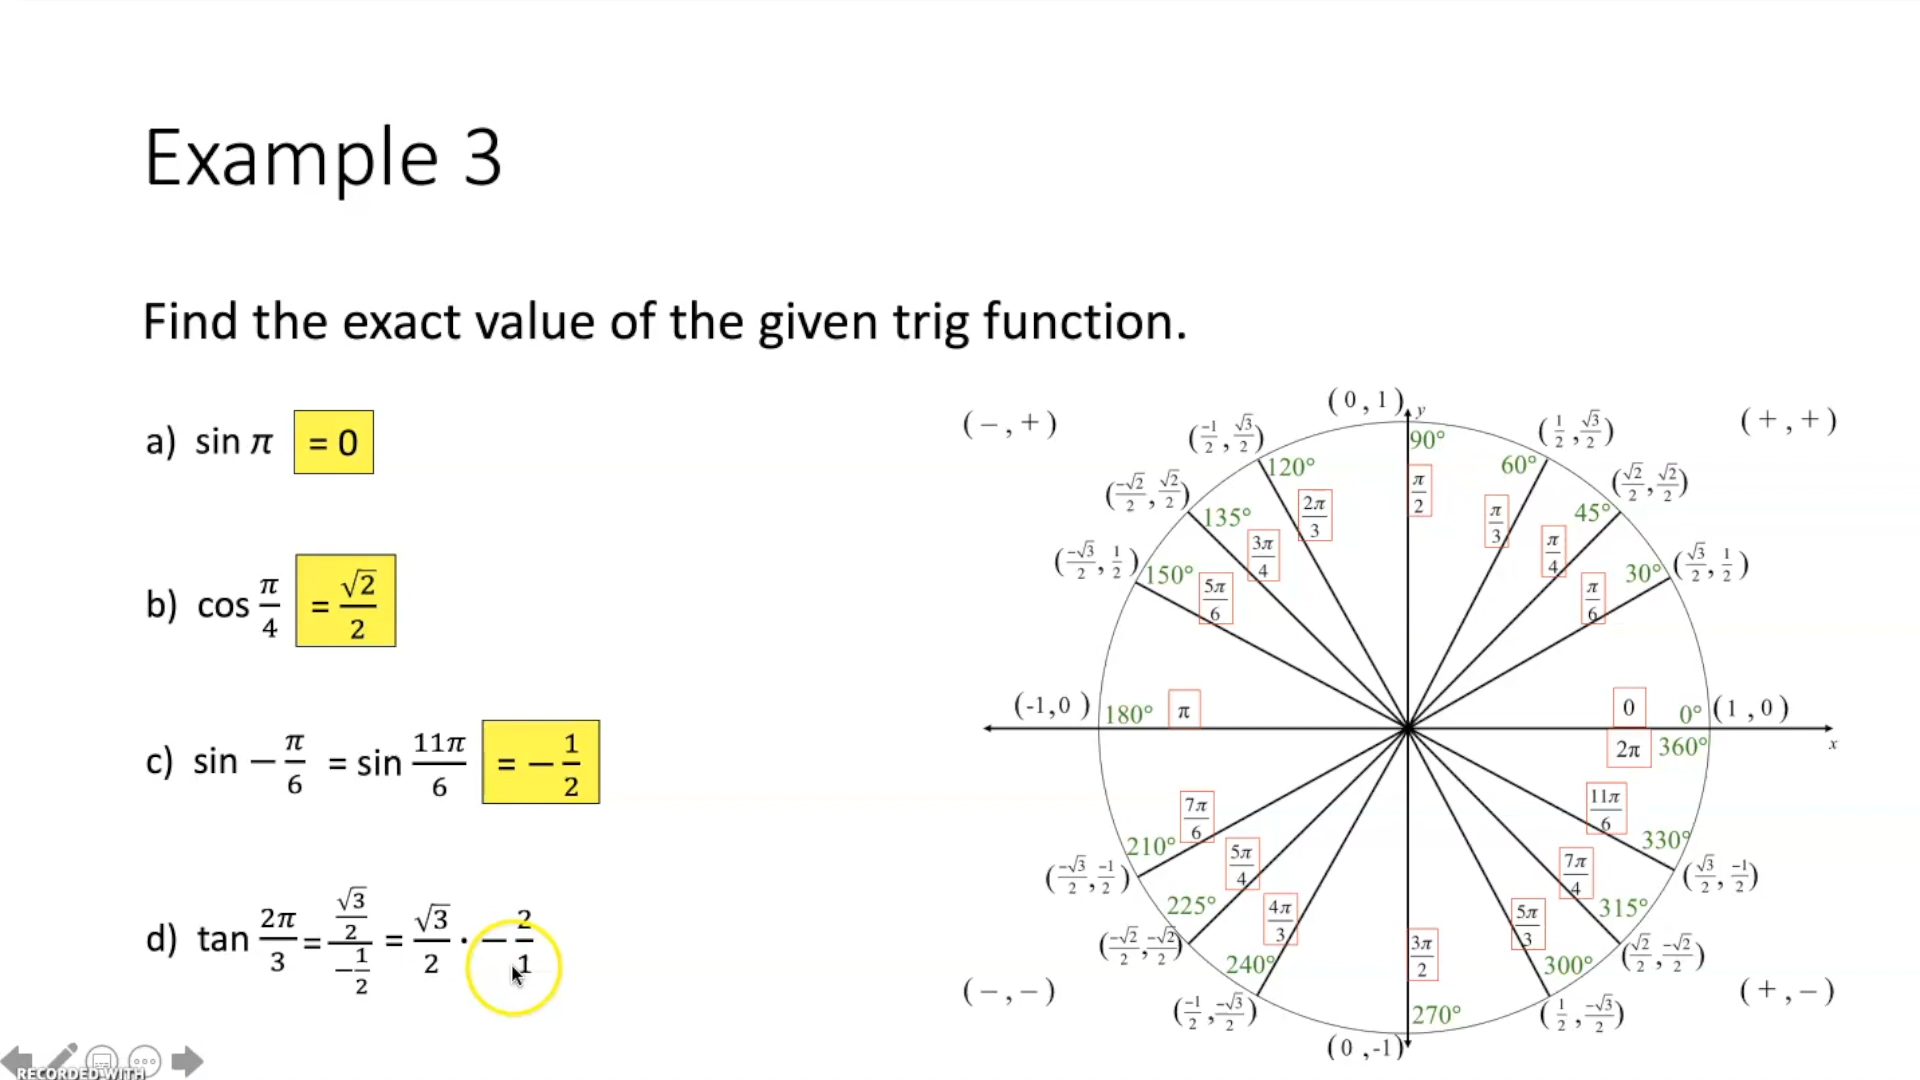 Example 3
Find the exact value of the given trig function.
a) sin π = 0
b) cos π/4 = √2/2
c) sin −π/6 = sin 11π/6 = −1/2
d) tan 2π/3 = (√3/2)/(−1/2) = √3/2 · −2/1
(0, 1) y
(−,+)
(+,+)
(-1/2, √3/2)
90°
(1/2, √3/2)
120°
60°
(-√2/2, √2/2)
2π/3
π/2
π/3
(√2/2, √2/2)
135°
45°
3π/4
π/4
(-√3/2, 1/2)
150°
5π/6
π/6
30°
(√3/2, 1/2)
(-1,0)
180°
π
0
0°
(1,0)
2π
360°
x
7π/6
11π/6
210°
330°
(-√3/2, -1/2)
5π/4
7π/4
(√3/2, -1/2)
225°
4π/3
5π/3
315°
(-√2/2, -√2/2)
240°
3π/2
300°
(√2/2, -√2/2)
(−,−)
(+,−)
(-1/2, -√3/2)
270°
(1/2, -√3/2)
(0,-1)
RECORDED WITH